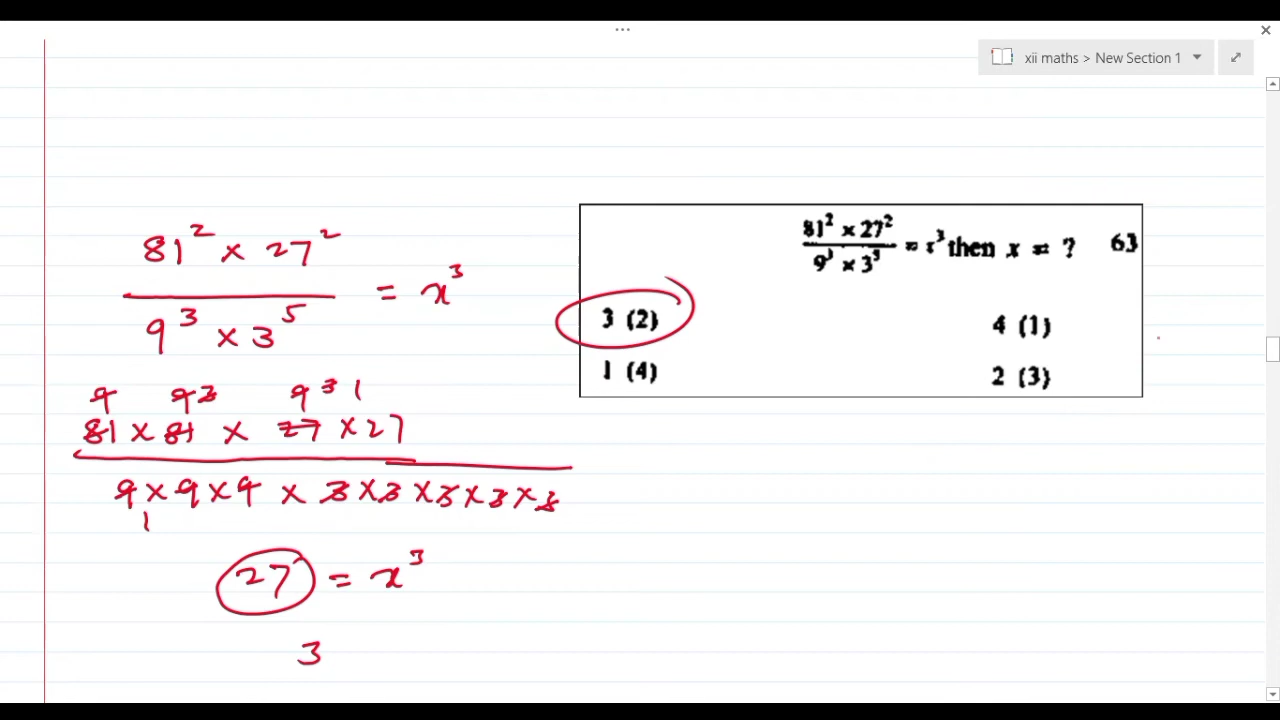 xii maths > New Section 1
81² × 27²
= x³
9³ × 3⁵
9 9 3 9 3 1
81 × 81 × 27 × 27
9 × 9 × 9 × 3 × 3 × 3 × 3 × 3
1
27 = x³
3
81² × 27²
= x³ then x = ? 63
9³ × 3⁵
3 (2) 4 (1)
1 (4) 2 (3)